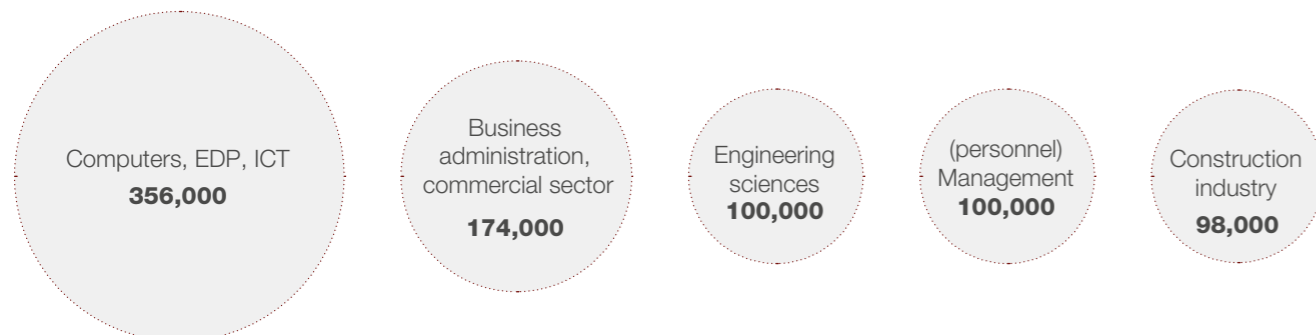 Computers, EDP, ICT
356,000
Business
administration,
commercial sector
174,000
Engineering
sciences
100,000
(personnel)
Management
100,000
Construction
industry
98,000